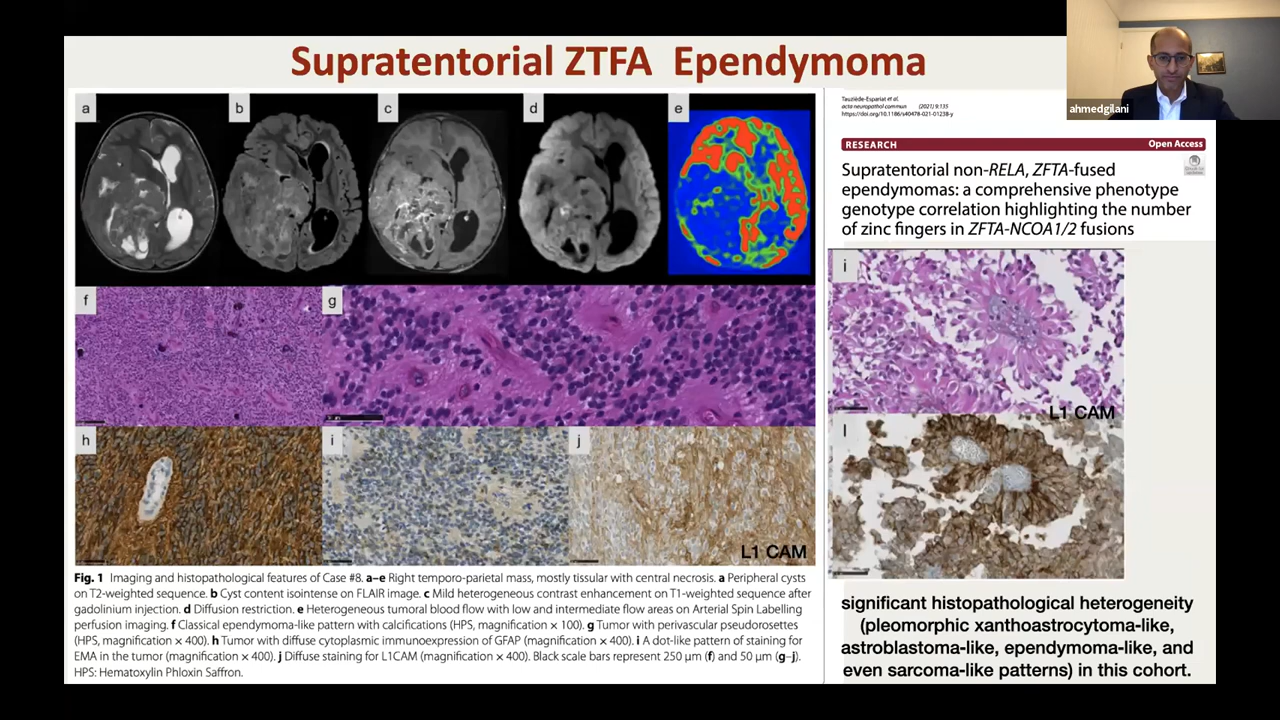 Supratentorial ZTFA Ependymoma
ahmedgilani
a
b
c
d
e
f
g
h
i
j
L1 CAM
Fig. 1 Imaging and histopathological features of Case #8. a–e Right temporo-parietal mass, mostly tissular with central necrosis. a Peripheral cysts
on T2-weighted sequence. b Cyst content isointense on FLAIR image. c Mild heterogeneous contrast enhancement on T1-weighted sequence after
gadolinium injection. d Diffusion restriction. e Heterogeneous tumoral blood flow with low and intermediate flow areas on Arterial Spin Labelling
perfusion imaging. f Classical ependymoma-like pattern with calcifications (HPS, magnification × 100). g Tumor with perivascular pseudorosettes
(HPS, magnification × 400). h Tumor with diffuse cytoplasmic immunoexpression of GFAP (magnification × 400). i A dot-like pattern of staining for
EMA in the tumor (magnification × 400). j Diffuse staining for L1CAM (magnification × 400). Black scale bars represent 250 μm (f) and 50 μm (g–j).
HPS: Hematoxylin Phloxin Saffron.
Tauziède-Espariat et al.
acta neuropathol commun (2021) 9:135
https://doi.org/10.1186/s40478-021-01238-y
RESEARCH Open Access
Supratentorial non-RELA, ZFTA-fused
ependymomas: a comprehensive phenotype
genotype correlation highlighting the number
of zinc fingers in ZFTA-NCOA1/2 fusions
i
L1 CAM
l
significant histopathological heterogeneity
(pleomorphic xanthoastrocytoma-like,
astroblastoma-like, ependymoma-like, and
even sarcoma-like patterns) in this cohort.